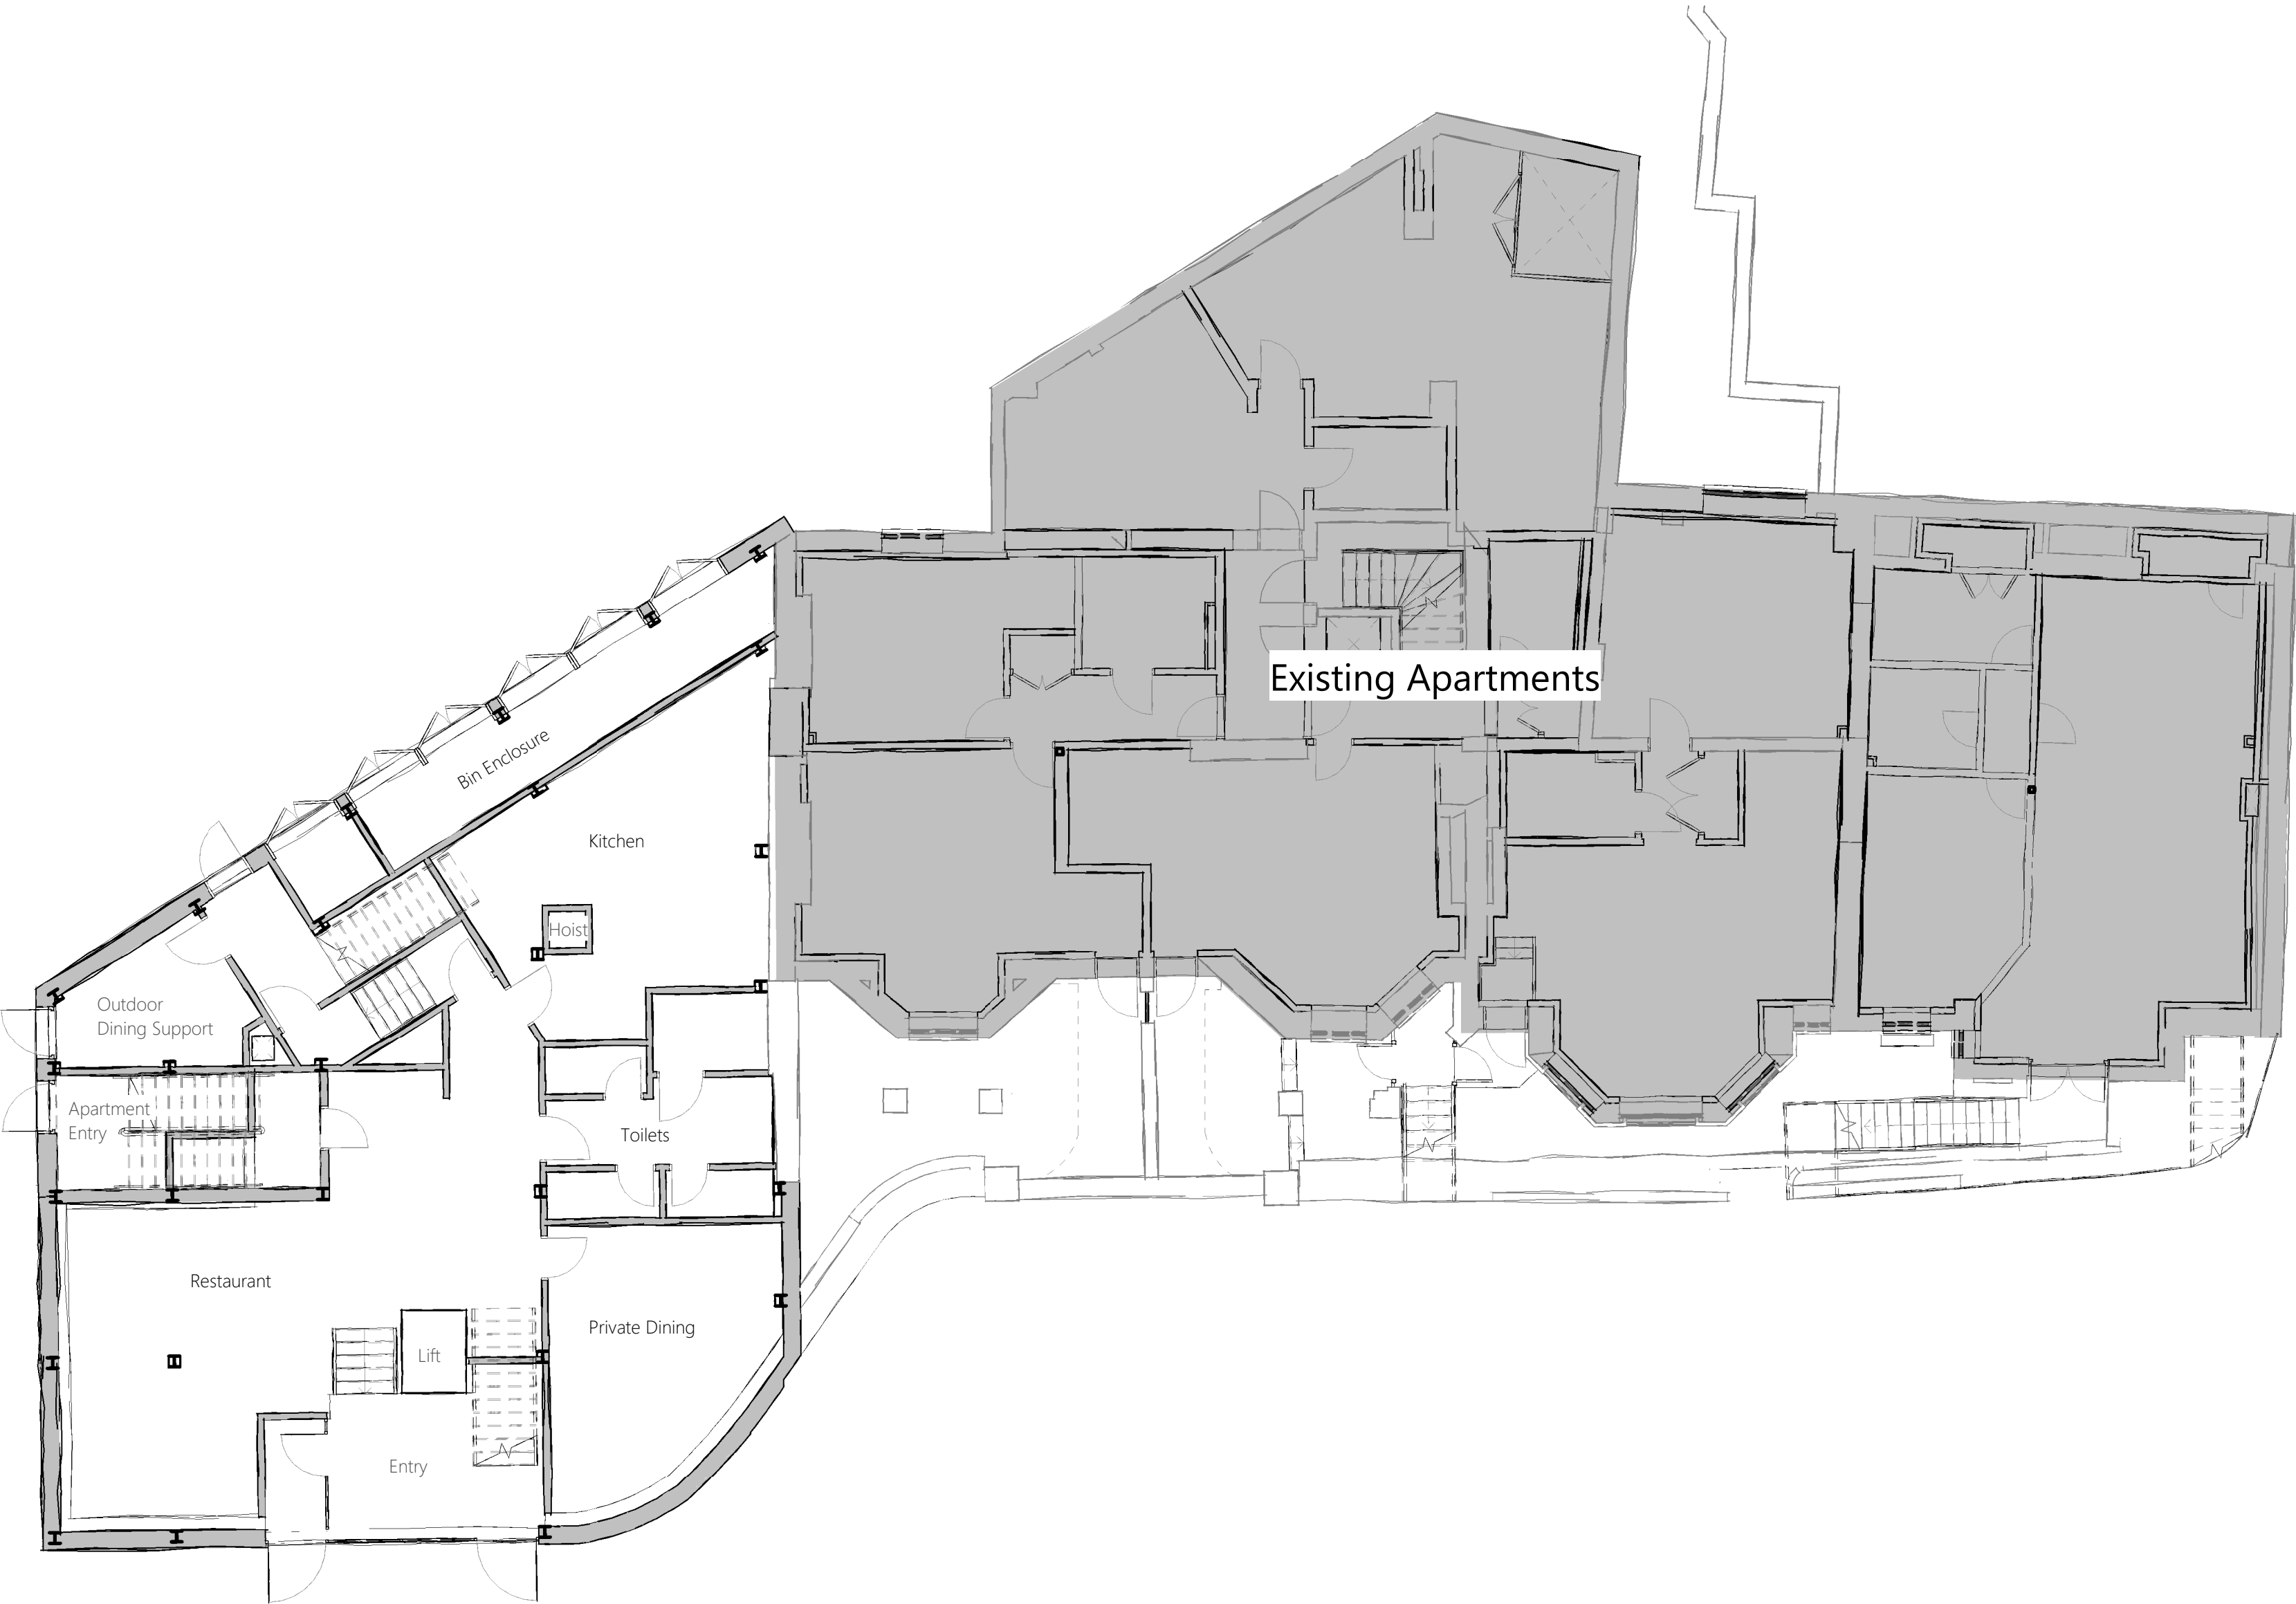 Existing Apartments
Bin Enclosure
Kitchen
Hoist
Outdoor
Dining Support
Apartment
Entry
Toilets
Restaurant
Private Dining
Lift
Entry